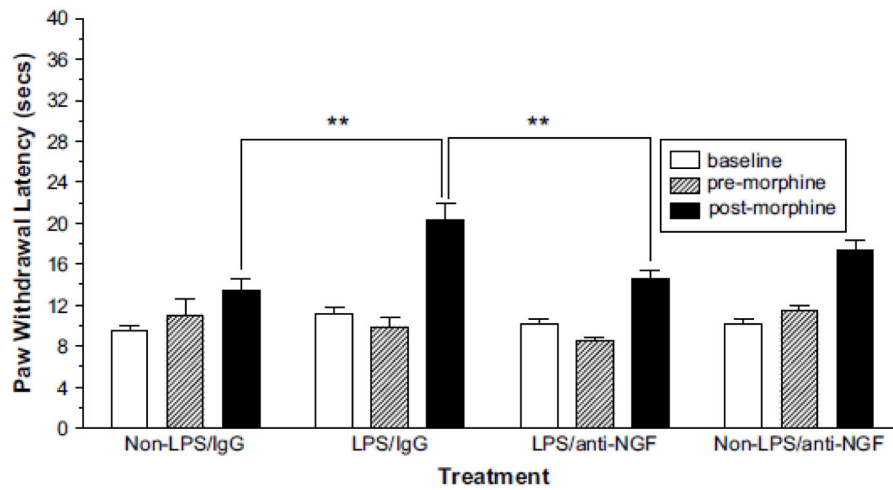 40
36
32
28
24
20
16
12
8
4
0
Paw Withdrawal Latency (secs)
** **
baseline
pre-morphine
post-morphine
Non-LPS/IgG LPS/IgG LPS/anti-NGF Non-LPS/anti-NGF
Treatment